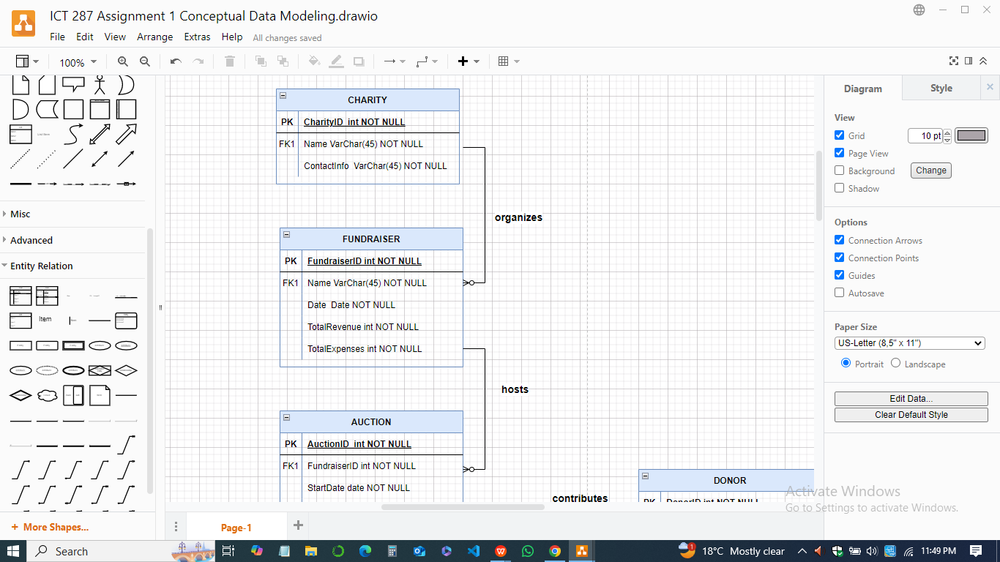 ICT 287 Assignment 1 Conceptual Data Modeling.drawio
File Edit View Arrange Extras Help All changes saved
100%
Misc
Advanced
Entity Relation
Item
+ More Shapes...
CHARITY
PK CharityID int NOT NULL
FK1 Name VarChar(45) NOT NULL
ContactInfo VarChar(45) NOT NULL
organizes
FUNDRAISER
PK FundraiserID int NOT NULL
FK1 Name VarChar(45) NOT NULL
Date Date NOT NULL
TotalRevenue int NOT NULL
TotalExpenses int NOT NULL
hosts
AUCTION
PK AuctionID int NOT NULL
FK1 FundraiserID int NOT NULL
StartDate date NOT NULL
contributes
DONOR
PK DonorID int NOT NULL
Page-1
Diagram Style
View
Grid 10 pt
Page View
Background Change
Shadow
Options
Connection Arrows
Connection Points
Guides
Autosave
Paper Size
US-Letter (8,5" x 11")
Portrait Landscape
Edit Data...
Clear Default Style
Activate Windows
Go to Settings to activate Windows.
Search
1
18°C Mostly clear
11:49 PM